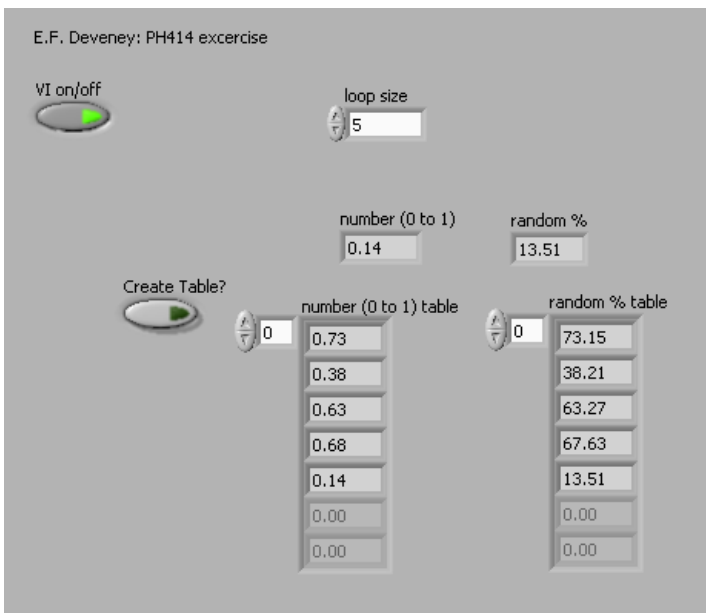 E.F. Deveney: PH414 excercise
VI on/off
loop size
5
number (0 to 1) random %
0.14 13.51
Create Table?
number (0 to 1) table random % table
0 0.73 0 73.15
0.38 38.21
0.63 63.27
0.68 67.63
0.14 13.51
0.00 0.00
0.00 0.00